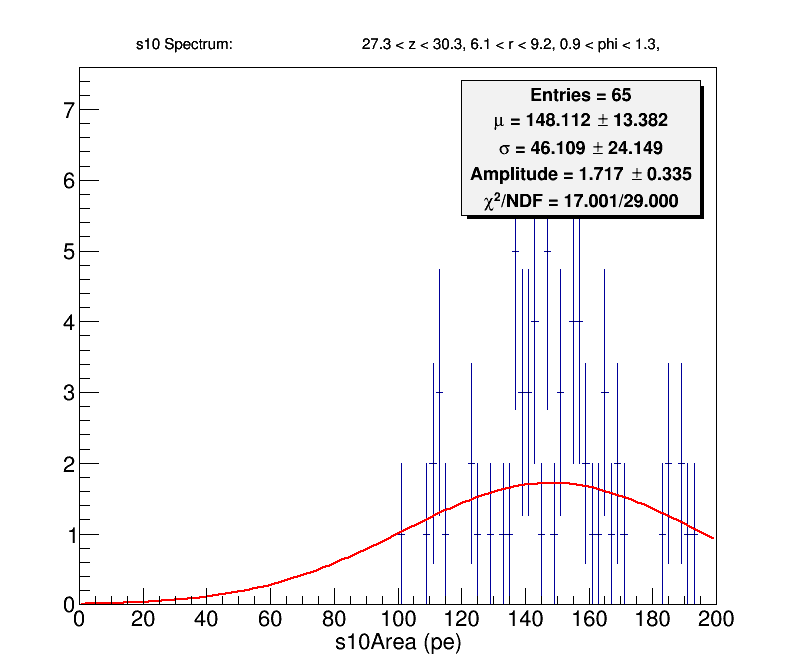 s10 Spectrum: 27.3 < z < 30.3, 6.1 < r < 9.2, 0.9 < phi < 1.3,
Entries = 65
μ = 148.112 ± 13.382
σ = 46.109 ± 24.149
Amplitude = 1.717 ± 0.335
χ²/NDF = 17.001/29.000
7
6
5
4
3
2
1
0
0 20 40 60 80 100 120 140 160 180 200
s10Area (pe)